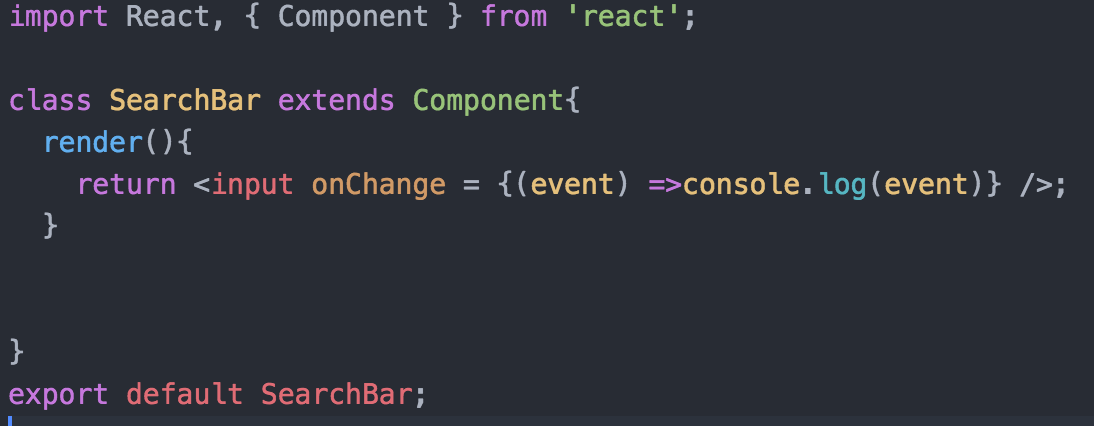 import React, { Component } from 'react';
class SearchBar extends Component{
render(){
return <input onChange = {(event) =>console.log(event)} />;
}
}
export default SearchBar;